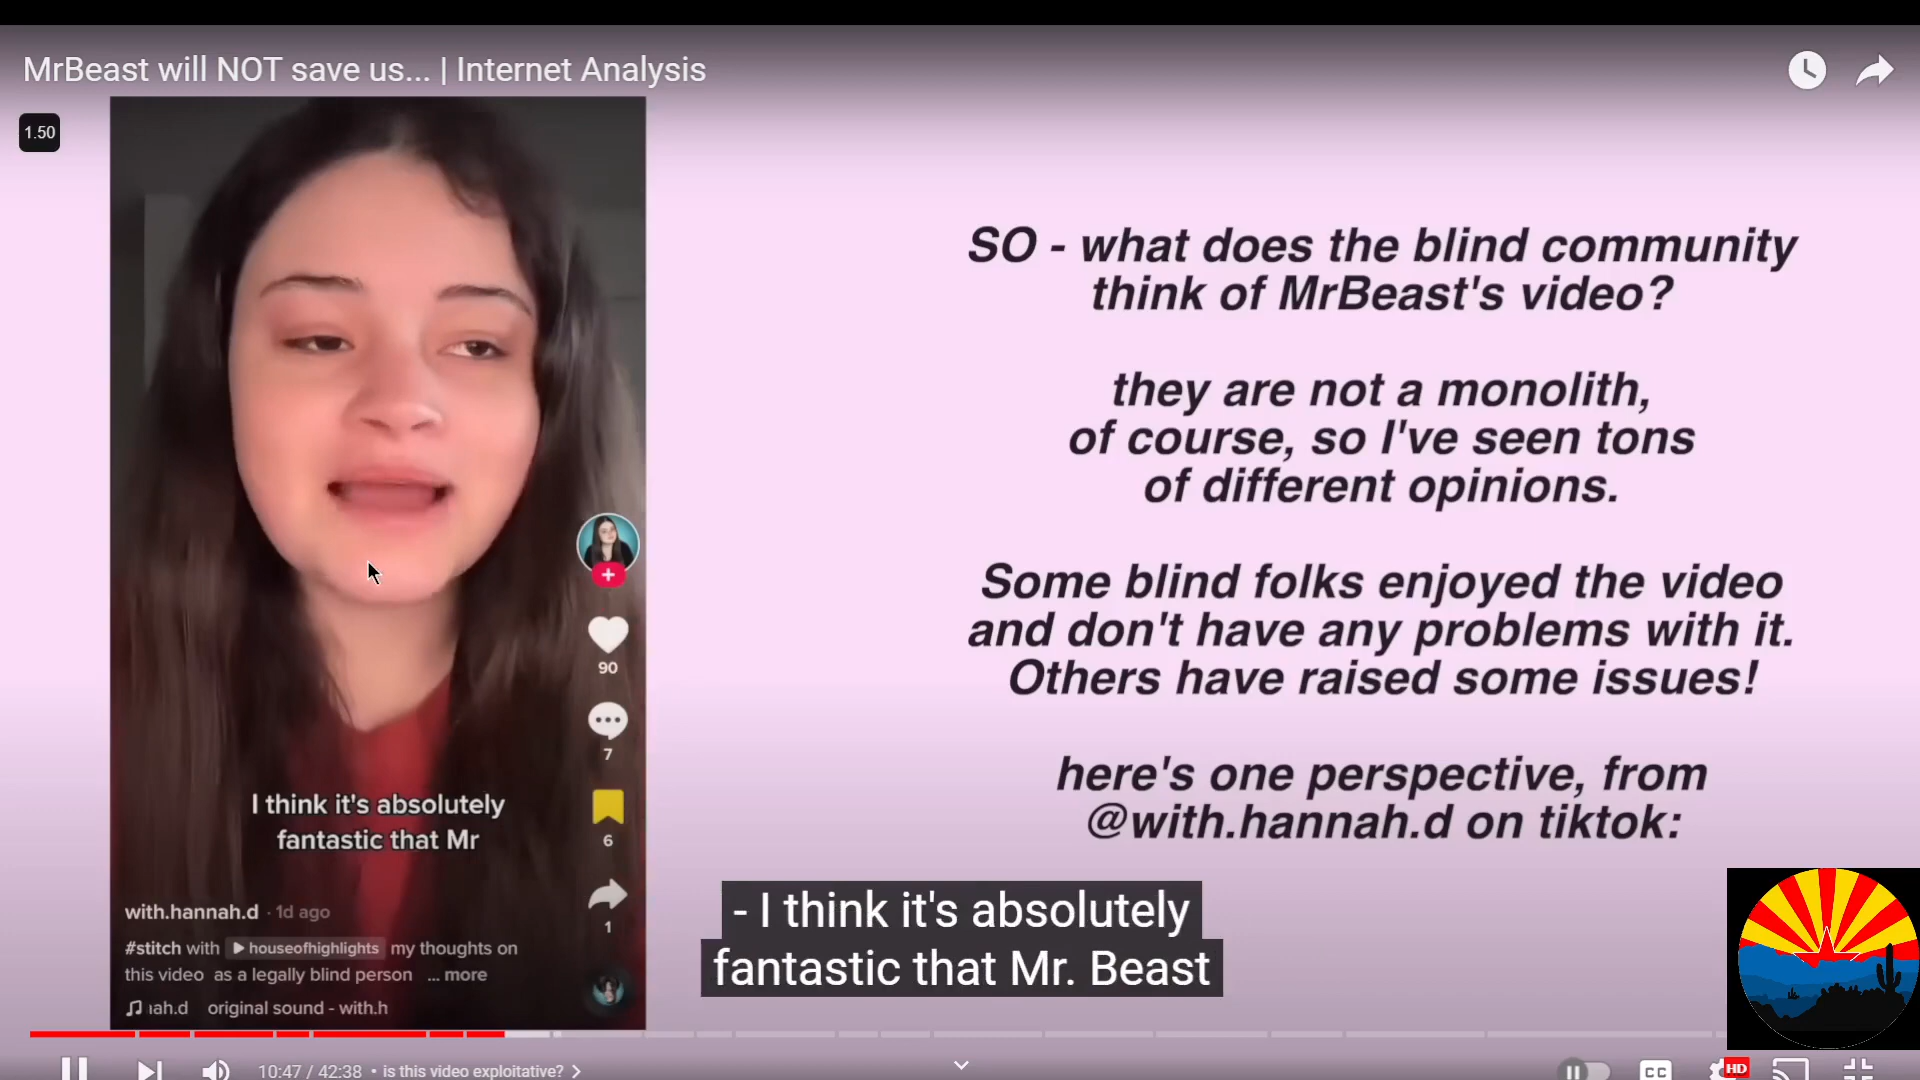 MrBeast will NOT save us... | Internet Analysis
1.50
SO - what does the blind community
think of MrBeast's video?
they are not a monolith,
of course, so I've seen tons
of different opinions.
Some blind folks enjoyed the video
and don't have any problems with it.
Others have raised some issues!
here's one perspective, from
@with.hannah.d on tiktok:
90
7
6
1
I think it's absolutely
fantastic that Mr
with.hannah.d · 1d ago
#stitch with houseofhighlights my thoughts on
this video as a legally blind person ... more
nah.d original sound - with.h
- I think it's absolutely
fantastic that Mr. Beast
10:47 / 42:38 • is this video exploitative?
CC
HD